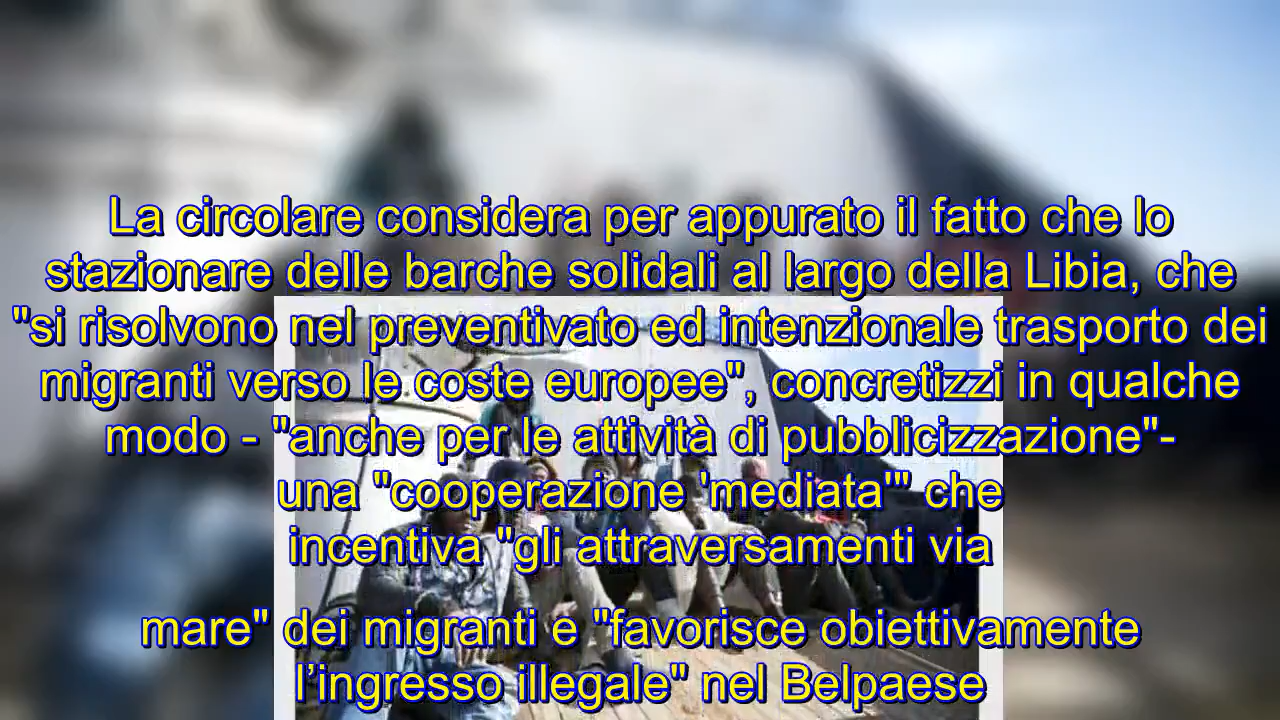 La circolare considera per appurato il fatto che lo
stazionare delle barche solidali al largo della Libia, che
"si risolvono nel preventivato ed intenzionale trasporto dei
migranti verso le coste europee", concretizzi in qualche
modo - "anche per le attività di pubblicizzazione"-
una "cooperazione 'mediata'" che
incentiva "gli attraversamenti via
mare" dei migranti e "favorisce obiettivamente
l’ingresso illegale" nel Belpaese